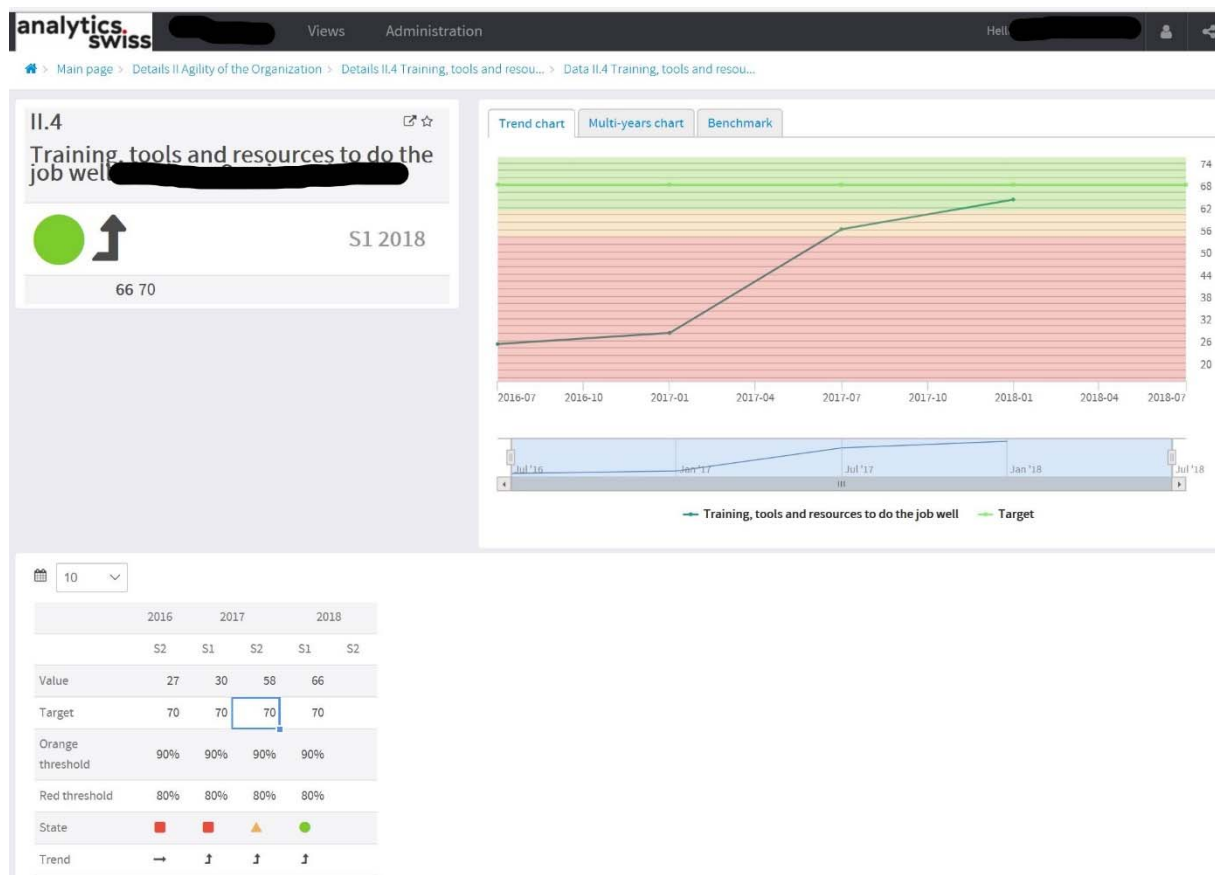 analytics.
swiss
Views Administration
Hell
Main page > Details II Agility of the Organization > Details II.4 Training, tools and resou... > Data II.4 Training, tools and resou...
II.4
Training, tools and resources to do the
job well
S1 2018
66 70
Trend chart Multi-years chart Benchmark
74
68
62
56
50
44
38
32
26
20
2016-07 2016-10 2017-01 2017-04 2017-07 2017-10 2018-01 2018-04 2018-07
Jul '16 Jan '17 Jul '17 Jan '18 Jul '18
Training, tools and resources to do the job well Target
10
2016 2017 2018
S2 S1 S2 S1 S2
Value 27 30 58 66
Target 70 70 70 70
Orange
threshold 90% 90% 90% 90%
Red threshold 80% 80% 80% 80%
State
Trend